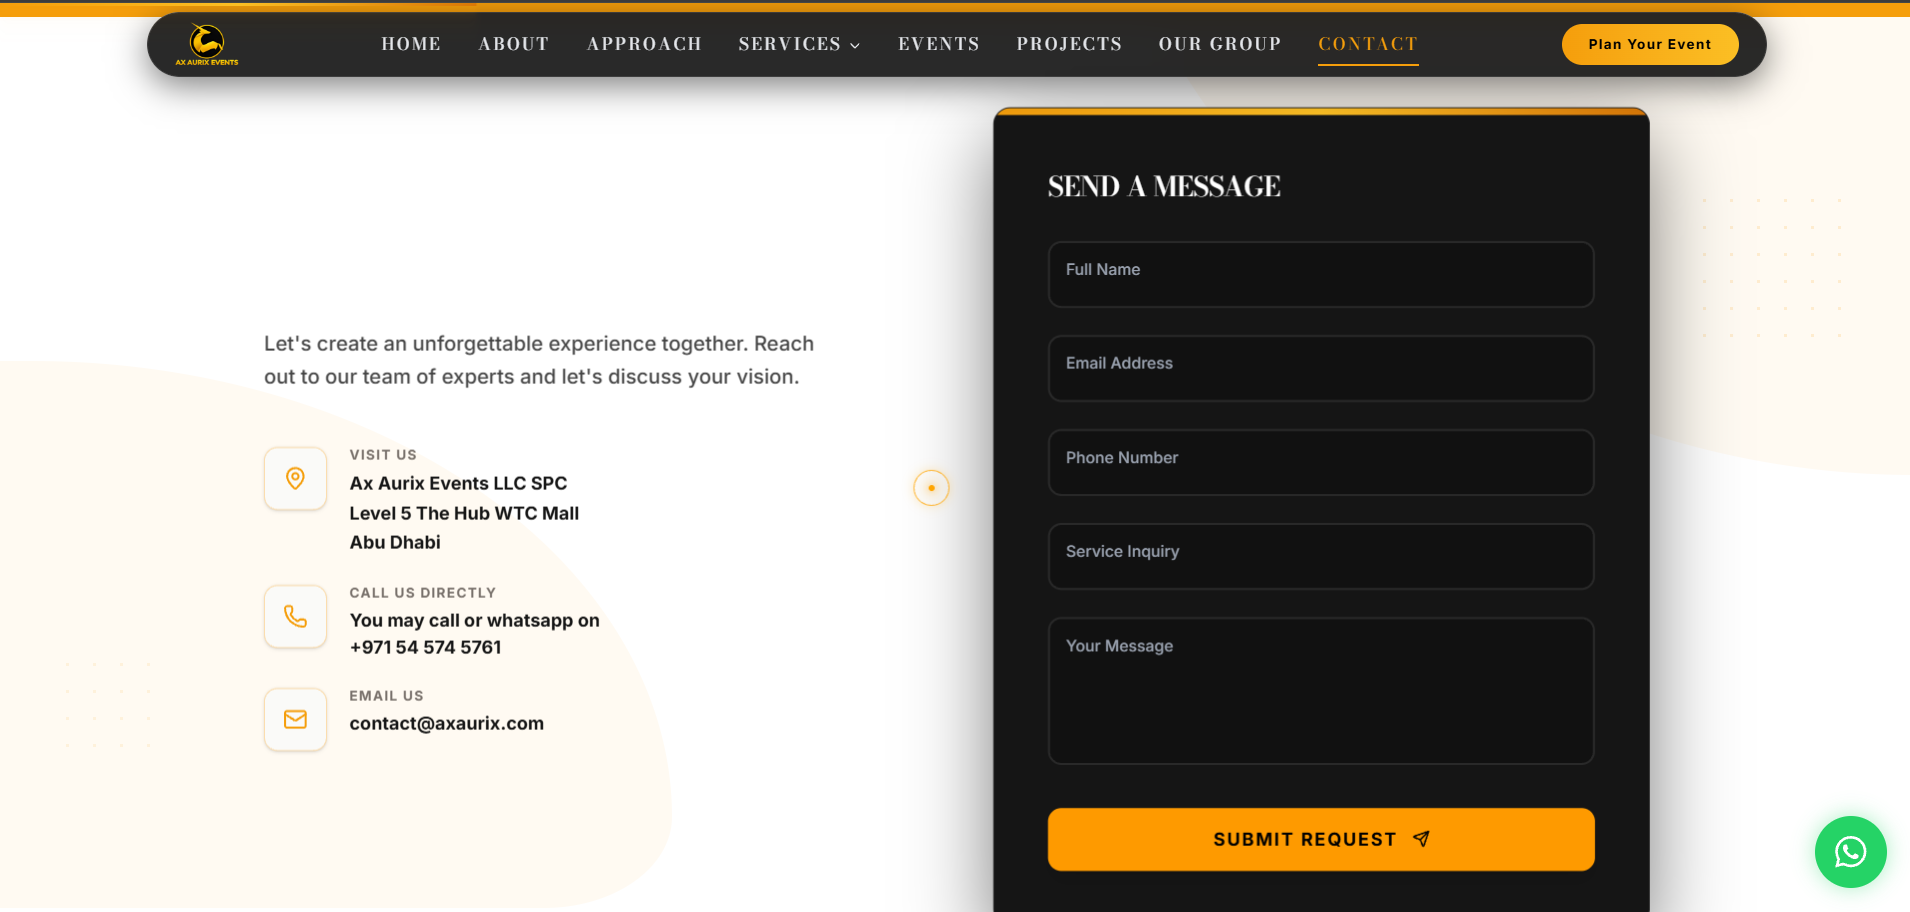 AX AURIX EVENTS
HOME
ABOUT
APPROACH
SERVICES
EVENTS
PROJECTS
OUR GROUP
CONTACT
Plan Your Event
Let's create an unforgettable experience together. Reach
out to our team of experts and let's discuss your vision.
VISIT US
Ax Aurix Events LLC SPC
Level 5 The Hub WTC Mall
Abu Dhabi
CALL US DIRECTLY
You may call or whatsapp on
+971 54 574 5761
EMAIL US
contact@axaurix.com
SEND A MESSAGE
Full Name
Email Address
Phone Number
Service Inquiry
Your Message
SUBMIT REQUEST